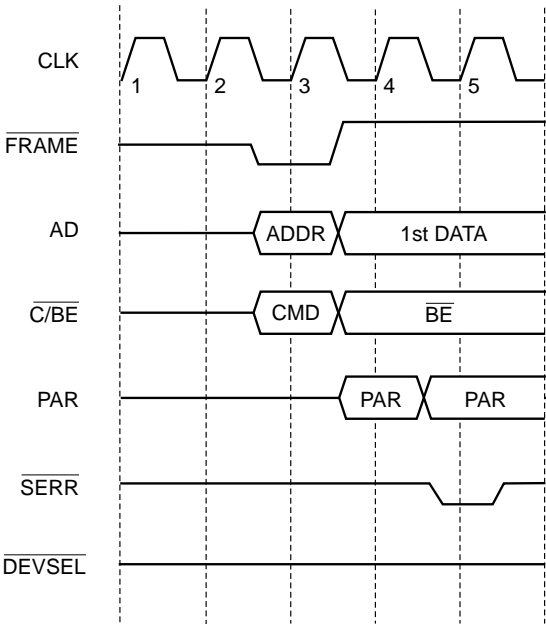 CLK
1 2 3 4 5
FRAME
AD ADDR 1st DATA
C/BE CMD BE
PAR PAR PAR
SERR
DEVSEL